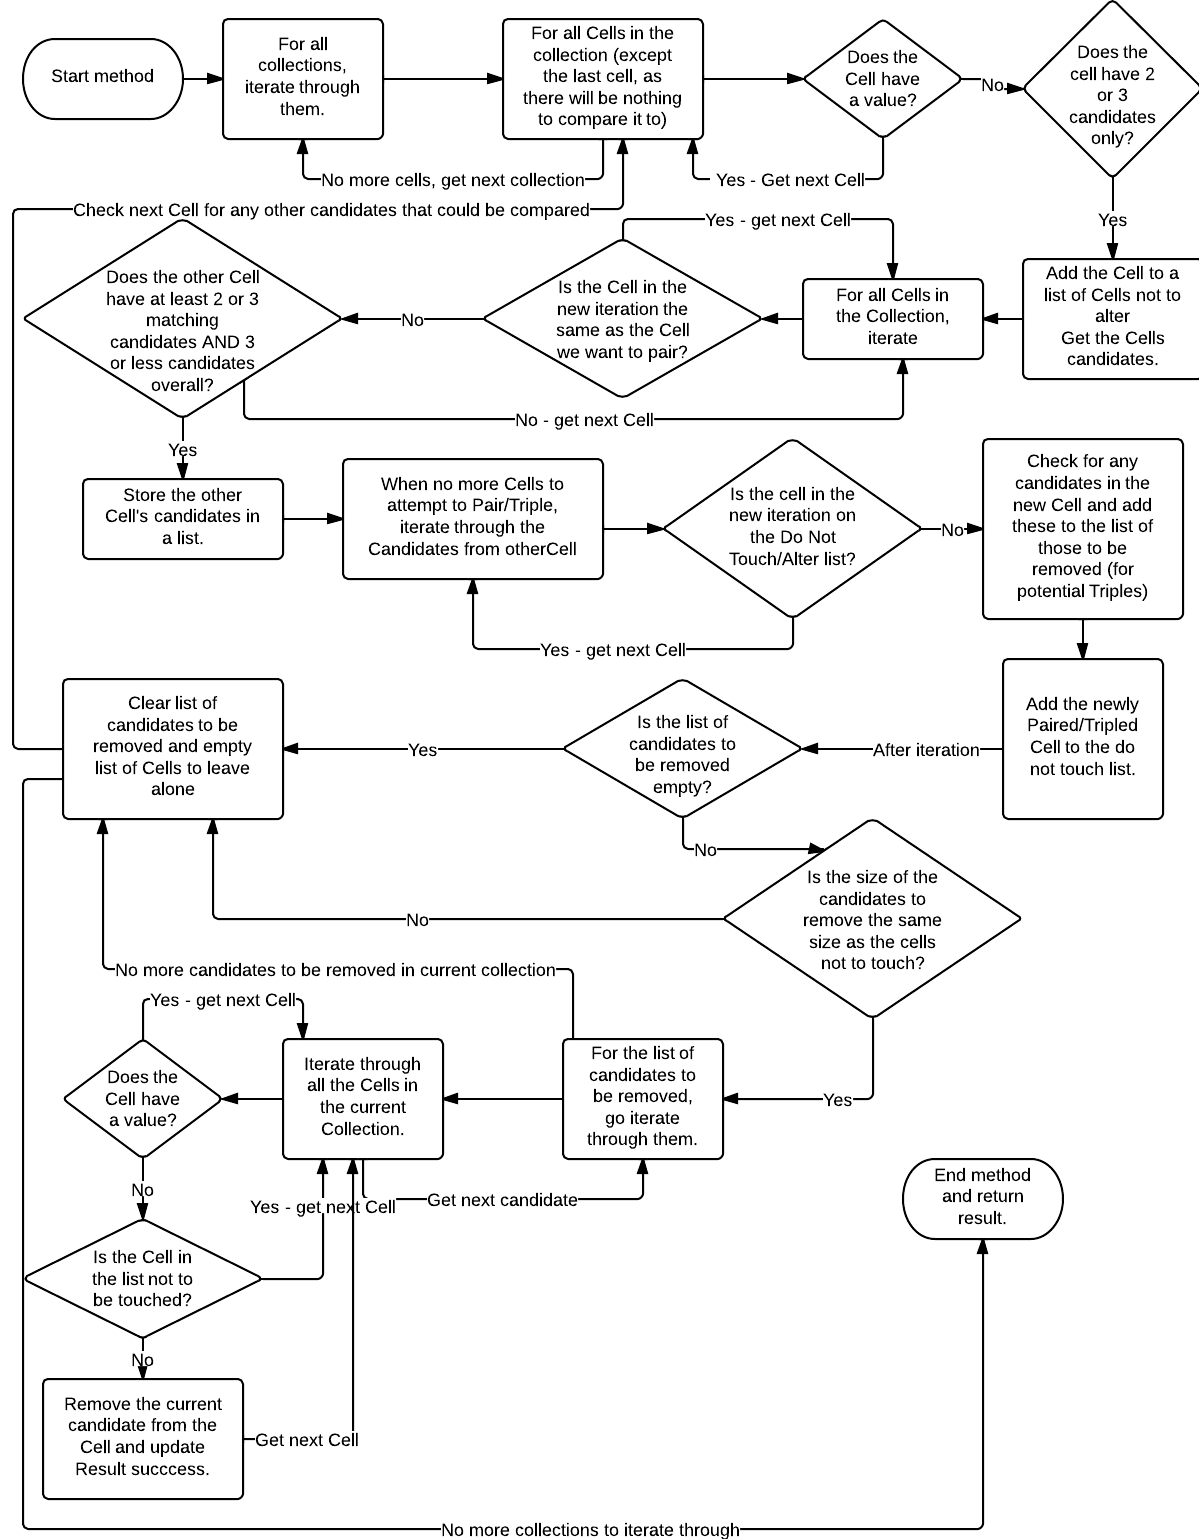 Start method
For all
collections,
iterate through
them.
For all Cells in the
collection (except
the last cell, as
there will be nothing
to compare it to)
Does the
Cell have
a value?
No
Does the
cell have 2
or 3
candidates
only?
No more cells, get next collection
Yes - Get next Cell
Check next Cell for any other candidates that could be compared
Yes - get next Cell
Yes
Does the other Cell
have at least 2 or 3
matching
candidates AND 3
or less candidates
overall?
No
Is the Cell in the
new iteration the
same as the Cell
we want to pair?
For all Cells in
the Collection,
iterate
Add the Cell to a
list of Cells not to
alter
Get the Cells
candidates.
No - get next Cell
Yes
Store the other
Cell's candidates in
a list.
When no more Cells to
attempt to Pair/Triple,
iterate through the
Candidates from otherCell
Is the cell in the
new iteration on
the Do Not
Touch/Alter list?
No
Check for any
candidates in the
new Cell and add
these to the list of
those to be
removed (for
potential Triples)
Yes - get next Cell
Clear list of
candidates to be
removed and empty
list of Cells to leave
alone
Yes
Is the list of
candidates to
be removed
empty?
After iteration
Add the newly
Paired/Tripled
Cell to the do
not touch list.
No
Is the size of the
candidates to
remove the same
size as the cells
not to touch?
No
No more candidates to be removed in current collection
Yes - get next Cell
Does the
Cell have
a value?
Iterate through
all the Cells in
the current
Collection.
For the list of
candidates to
be removed,
go iterate
through them.
Yes
No
Yes - get next Cell
Get next candidate
End method
and return
result.
Is the Cell in
the list not to
be touched?
No
Remove the current
candidate from the
Cell and update
Result succcess.
Get next Cell
No more collections to iterate through